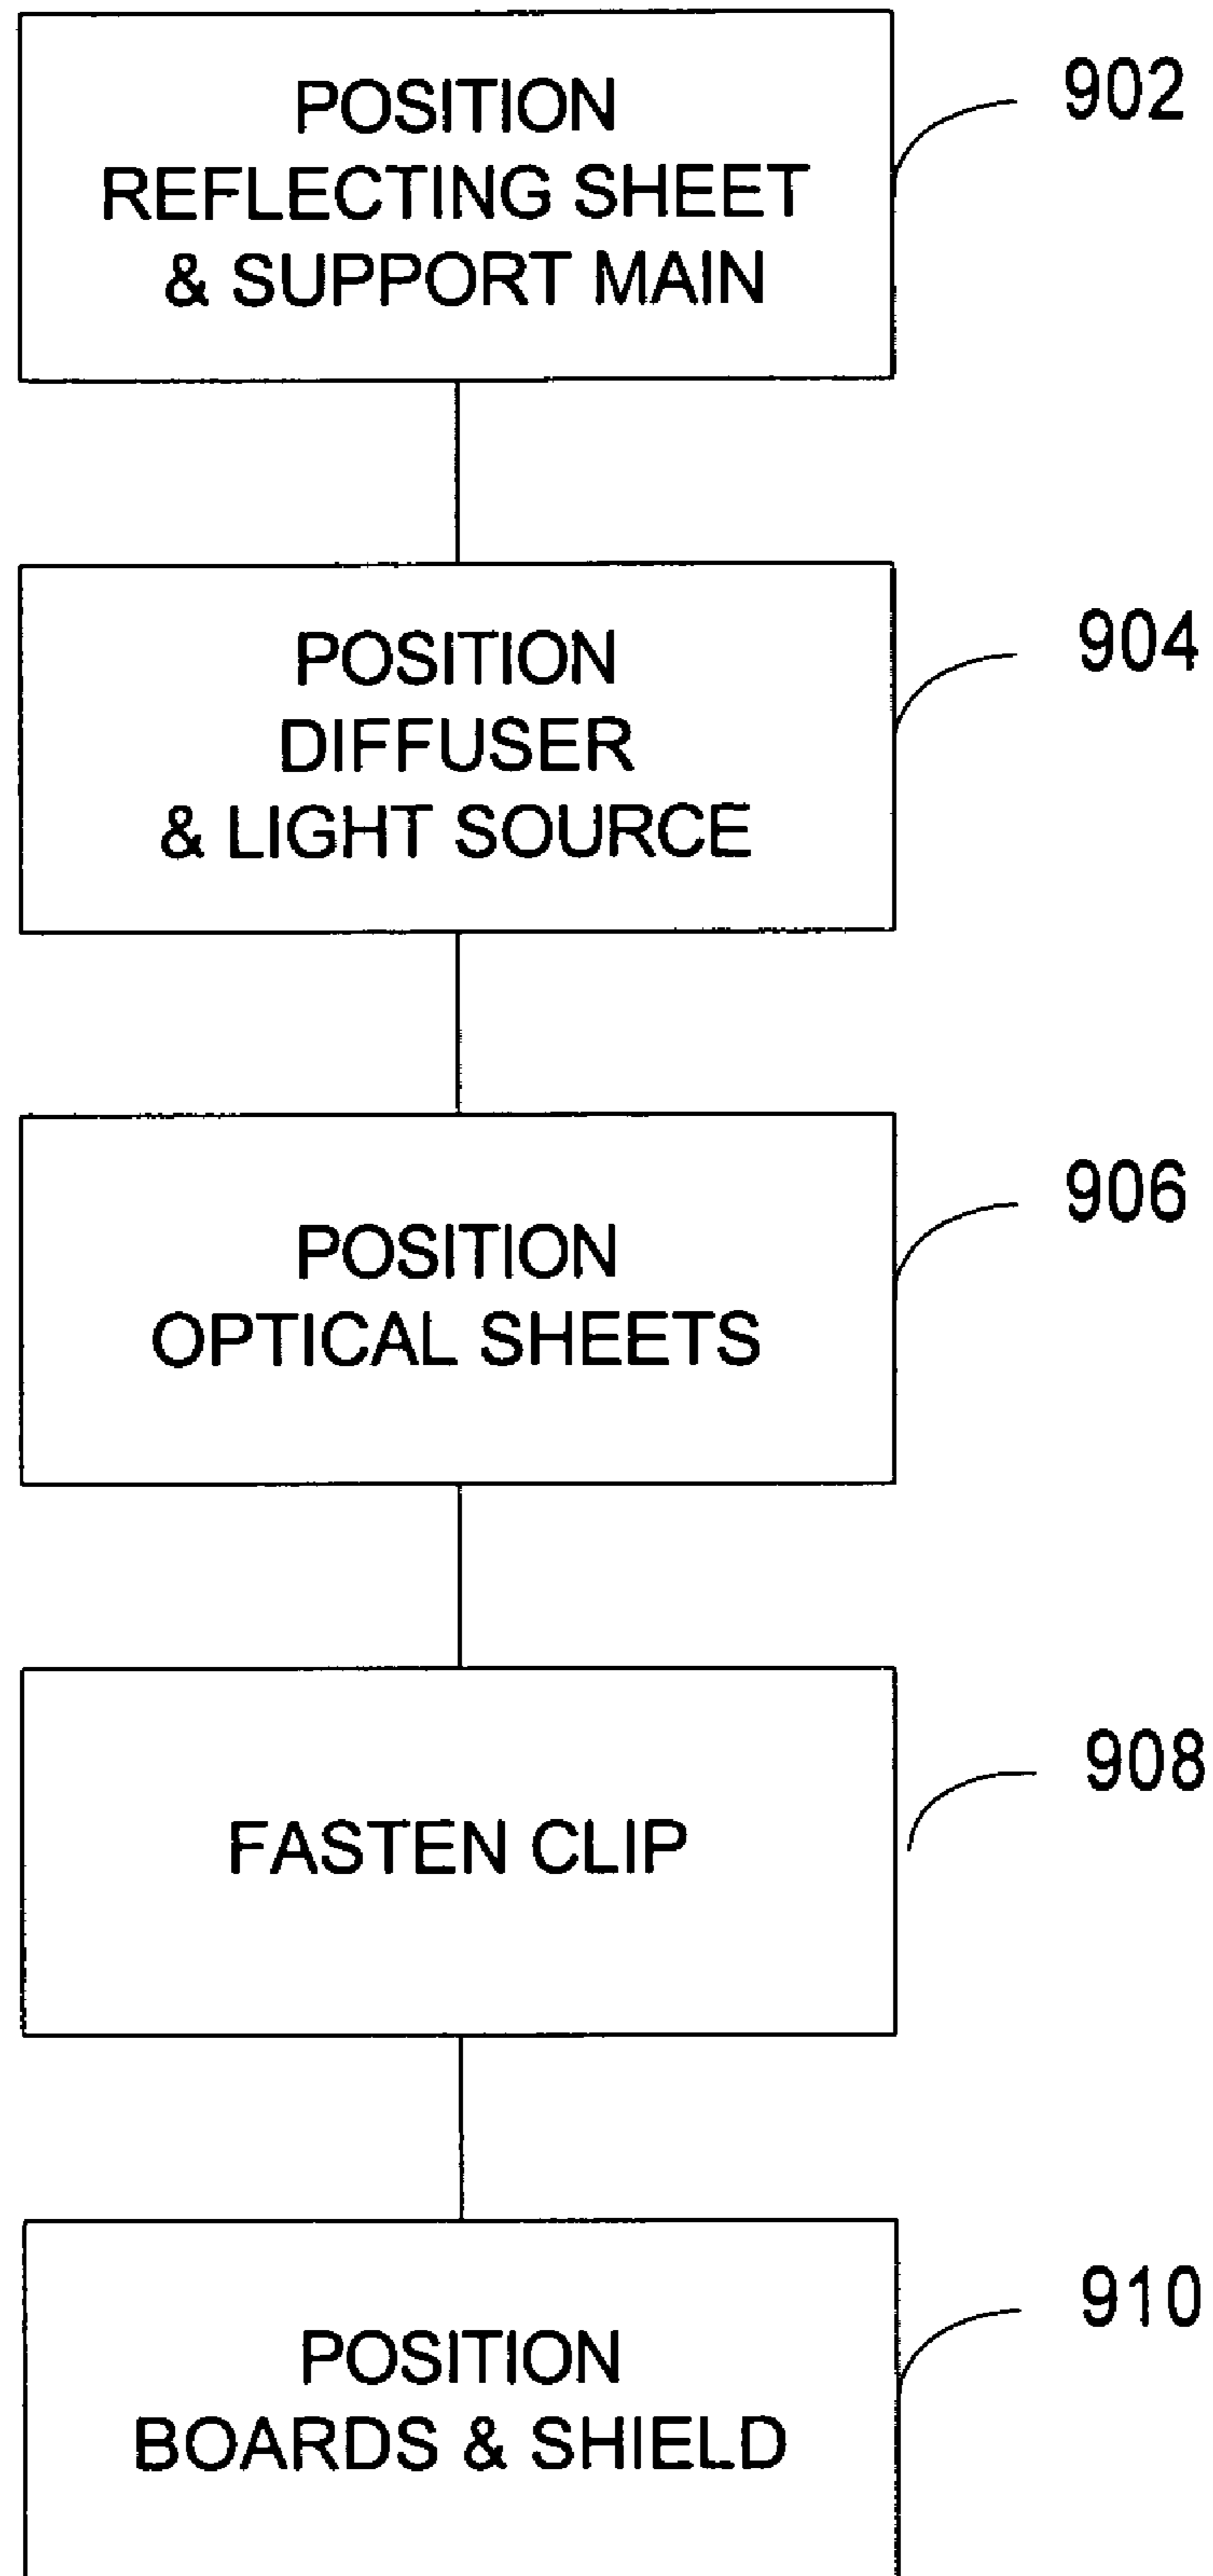 POSITION
REFLECTING SHEET
& SUPPORT MAIN
902
POSITION
DIFFUSER
& LIGHT SOURCE
904
POSITION
OPTICAL SHEETS
906
FASTEN CLIP
908
POSITION
BOARDS & SHIELD
910